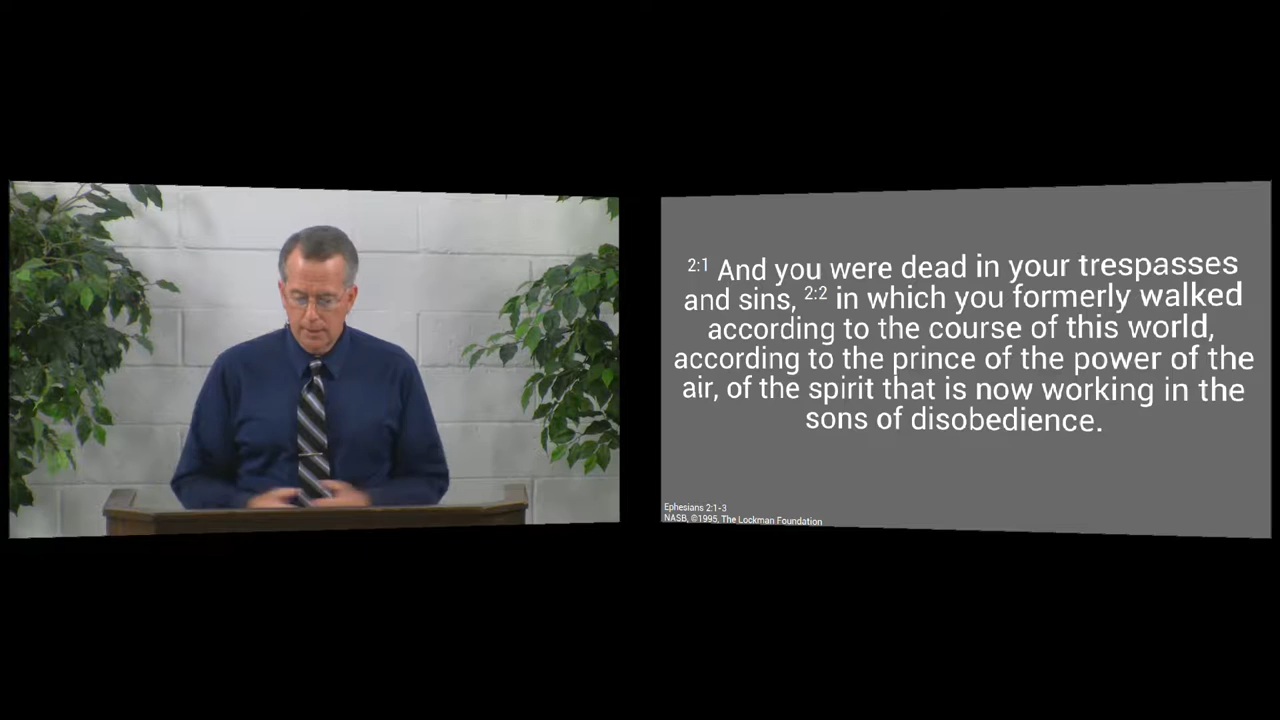 2:1 And you were dead in your trespasses
and sins, 2:2 in which you formerly walked
according to the course of this world,
according to the prince of the power of the
air, of the spirit that is now working in the
sons of disobedience.
Ephesians 2:1-3
NASB, ©1995, The Lockman Foundation